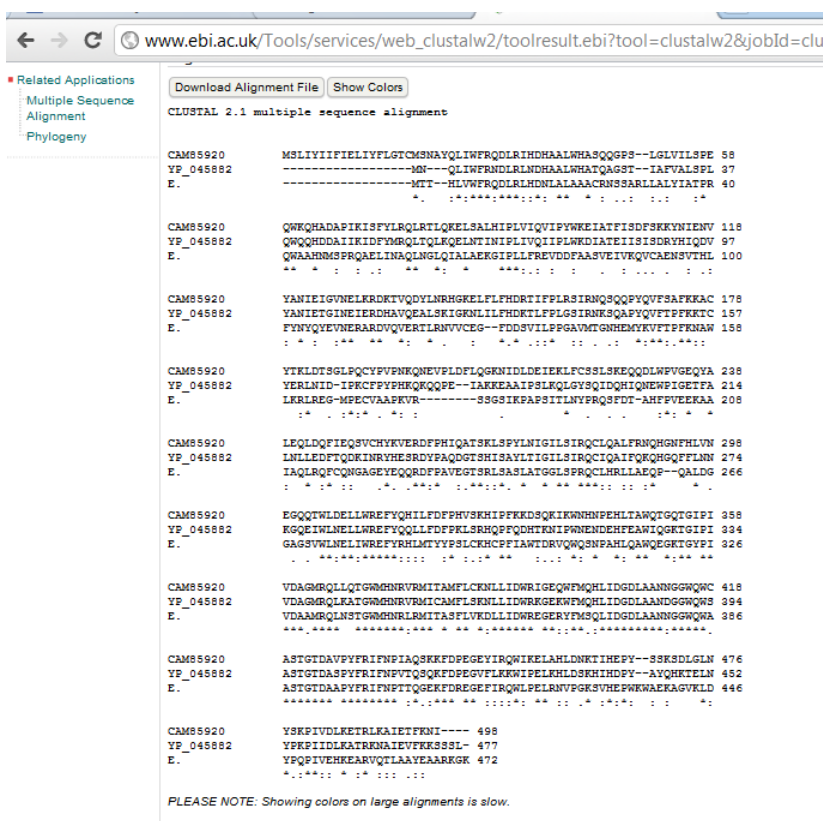 www.ebi.ac.uk/Tools/services/web_clustalw2/toolresult.ebi?tool=clustalw2&jobId=clu
Related Applications
Multiple Sequence
Alignment
Phylogeny
Download Alignment File Show Colors
CLUSTAL 2.1 multiple sequence alignment
CAM85920 MSLIYIIFIELIYFLGTCMSNAYQLIWFRQDLRIHDHAALWHASQQGPS--LGLVILSPE 58
YP_045882 ------------------MN---QLIWFRNDLRLNDHAALWHATQAGST--IAFVALSPL 37
E. ------------------MTT--HLVWFRQDLRLHDNLALAAACRNSSARLLALYIATPR 40
*. :*:***:***::*: ** * : ..: :. :*
CAM85920 QWKQHADAPIKISFYLRQLRTLQKELSALHIPLVIQVIPYWKEIATFISDFSKKYNIENV 118
YP_045882 QWQQHDDAIIKIDFYMRQLTQLKQELNTINIPLLVQIIPLWKDIATEIISISDRYHIQDV 97
E. QWAAHNMSPRQAELINAQLNGLQIALAEKGIPLLFREVDDFAASVEIVKQVCAENSVTHL 100
** * : : .: ** *: * ***:.: : . : . ... . : .:
CAM85920 YANIEIGVNELKRDKTVQDYLNRHGKELFLFHDRTIFPLRSIRNQSQQPYQVFSAFKKAC 178
YP_045882 YANIETGINEIERDHAVQEALSKIGKNLILFHDKTLFPLGSIRNKSQAPYQVFTPFKKTC 157
E. FYNYQYEVNERARDVQVERTLRNVVCEG--FDDSVILPPGAVMTGNHEMYKVFTPFKNAW 158
: * : :** ** *: * . : *.* .::* :: . .: *:**:.**::
CAM85920 YTKLDTSGLPQCYPVPNKQNEVPLDFLQGKNIDLDEIEKLFCSSLSKEQQDLWPVGEQYA 238
YP_045882 YERLNID-IPKCFPYPHKQKQQPE--IAKKEAAIPSLKQLGYSQIDQHIQNEWPIGETFA 214
E. LKRLREG-MPECVAAPKVR--------SSGSIKPAPSITLNYPRQSFDT-AHFPVEEKAA 208
:* . :*:* . *: : . * . . . :*: * *
CAM85920 LEQLDQFIEQSVCHYKVERDFPHIQATSKLSPYLNIGILSIRQCLQALFRNQHGNFHLVN 298
YP_045882 LNLLEDFTQDKINRYHESRDYPAQDGTSHISAYLTIGILSIRQCIQAIFQKQHGQFFLNN 274
E. IAQLRQFCQNGAGEYEQQRDFPAVEGTSRLSASLATGGLSPRQCLHRLLAEQP--QALDG 266
: * :* :: .*. .**:* :.**::*. * * ** ***:: :: :* * .
CAM85920 EGQQTWLDELLWREFYQHILFDFPHVSKHIPFKKDSQKIKWNHNPEHLTAWQTGQTGIPI 358
YP_045882 KGQEIWLNELLWREFYQQLLFDFPKLSRHQPFQDHTKNIPWNENDEHFEAWIQGKTGIPI 334
E. GAGSVWLNELIWREFYRHLMTYYPSLCKHCPFIAWTDRVQWQSNPAHLQAWQEGKTGYPI 326
. . **:**:*****:::: :* :.:* ** :..: *: * *: ** *:** **
CAM85920 VDAGMRQLLQTGWMHNRVRMITAMFLCKNLLIDWRIGEQWFMQHLIDGDLAANNGGWQWC 418
YP_045882 VDAGMRQLKATGWMHNRVRMICAMFLSKNLLIDWRKGEKWFMQHLIDGDLAANDGGWQWS 394
E. VDAAMRQLNSTGWMHNRLRMITASFLVKDLLIDWREGERYFMSQLIDGDLAANNGGWQWA 386
***.**** *******:*** * ** *:****** **::**.:*********:*****.
CAM85920 ASTGTDAVPYFRIFNPIAQSKKFDPEGEYIRQWIKELAHLDNKTIHEPY--SSKSDLGLN 476
YP_045882 ASTGTDASPYFRIFNPVTQSQKFDPEGVFLKKWIPELKHLDSKHIHDPY--AYQHKTELN 452
E. ASTGTDAAPYFRIFNPTTQGEKFDREGEFIRQWLPELRNVPGKSVHEPWKWAEKAGVKLD 446
******* ******** :*.:*** ** ::::*: ** :: .* :*:*: : : *:
CAM85920 YSKPIVDLKETRLKAIETFKNI---- 498
YP_045882 YPKPIIDLKATRKNAIEVFKKSSSL- 477
E. YPQPIVEHKEARVQTLAAYEAARKGK 472
*.:**:: * :* ::: .::
PLEASE NOTE: Showing colors on large alignments is slow.